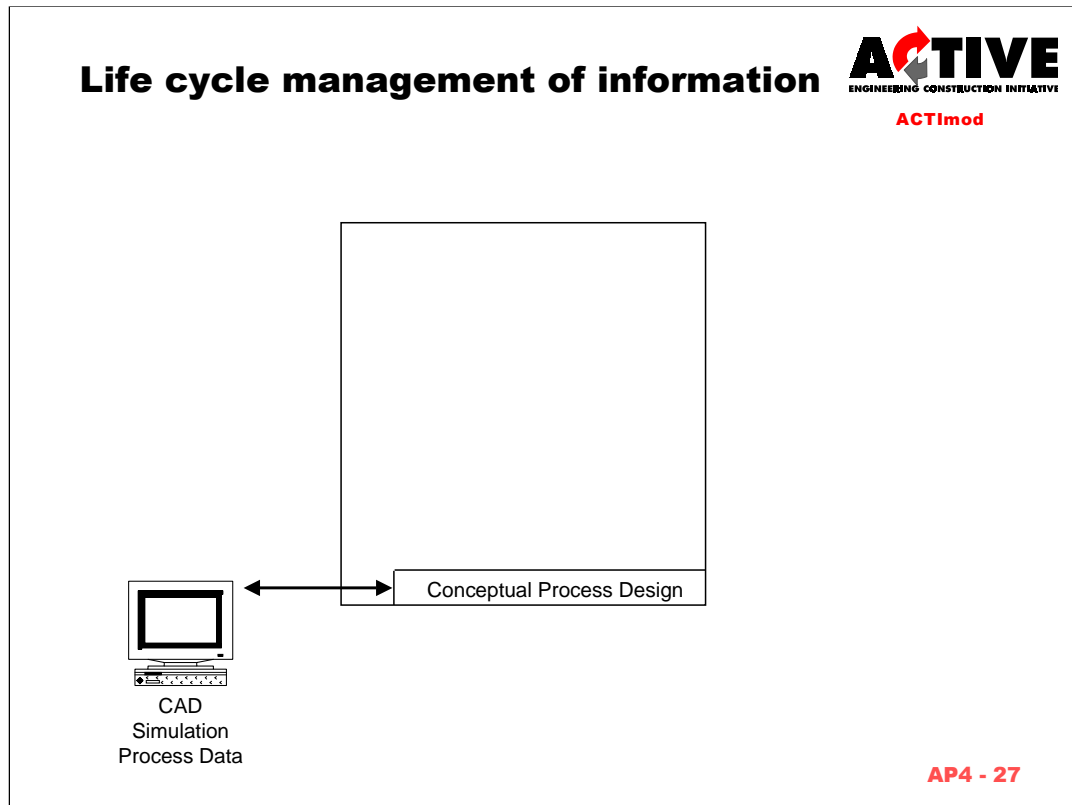 Life cycle management of information
ACTIVE
ENGINEERING CONSTRUCTION INITIATIVE
ACTImod
Conceptual Process Design
CAD
Simulation
Process Data
AP4 - 27